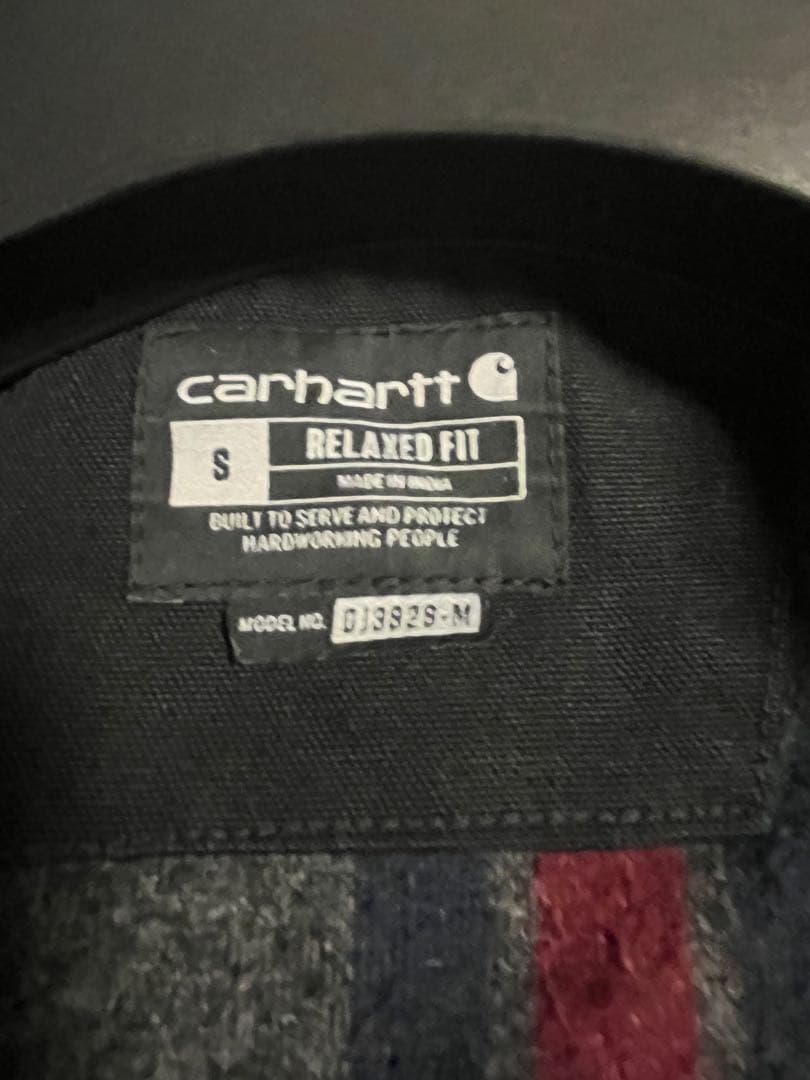 carhartt
S
RELAXED FIT
MADE IN INDIA
BUILT TO SERVE AND PROTECT
HARDWORKING PEOPLE
MODEL NO.